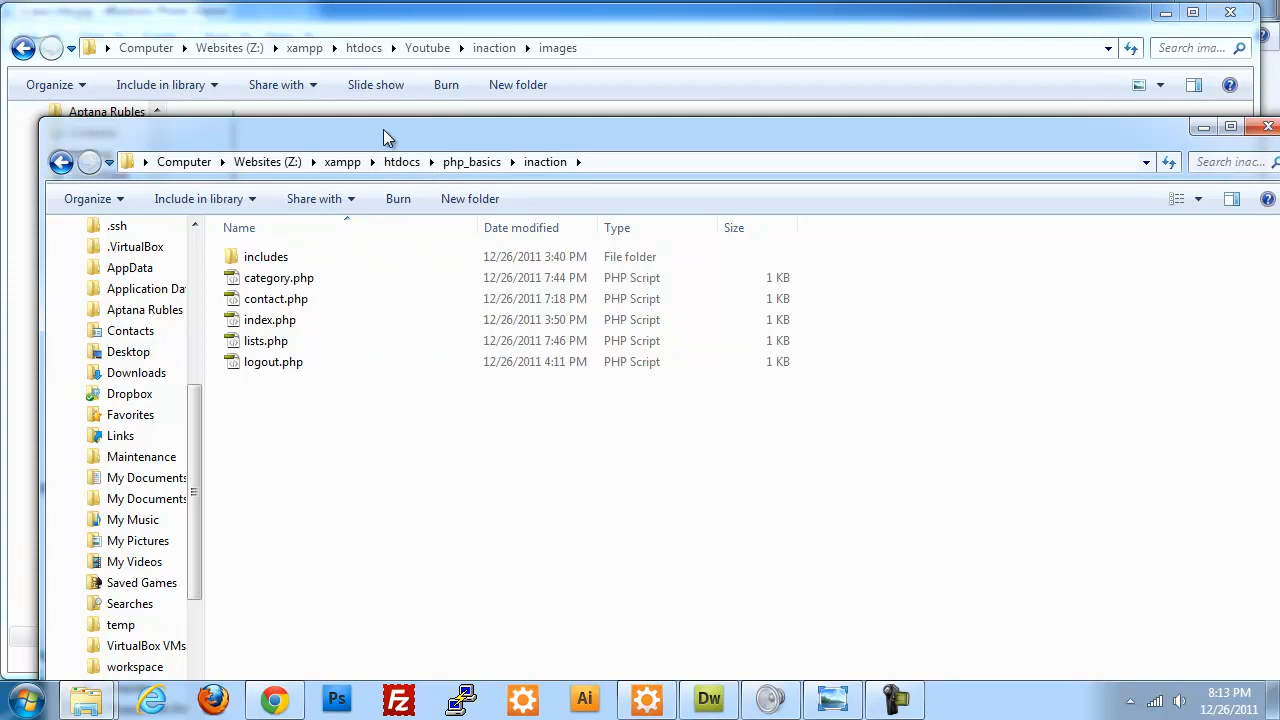 Computer Websites (Z:) xampp htdocs Youtube inaction images Search ima...
Organize Include in library Share with Slide show Burn New folder
Aptana Rubles
Computer Websites (Z:) xampp htdocs php_basics inaction Search inac...
Organize Include in library Share with Burn New folder
Name Date modified Type Size
.ssh
.VirtualBox
AppData
Application Da
Aptana Rubles
Contacts
Desktop
Downloads
Dropbox
Favorites
Links
Maintenance
My Documents
My Documents
My Music
My Pictures
My Videos
Saved Games
Searches
temp
VirtualBox VMs
workspace
includes 12/26/2011 3:40 PM File folder
category.php 12/26/2011 7:44 PM PHP Script 1 KB
contact.php 12/26/2011 7:18 PM PHP Script 1 KB
index.php 12/26/2011 3:50 PM PHP Script 1 KB
lists.php 12/26/2011 7:46 PM PHP Script 1 KB
logout.php 12/26/2011 4:11 PM PHP Script 1 KB
Ps
Fz
Ai
Dw
8:13 PM
12/26/2011